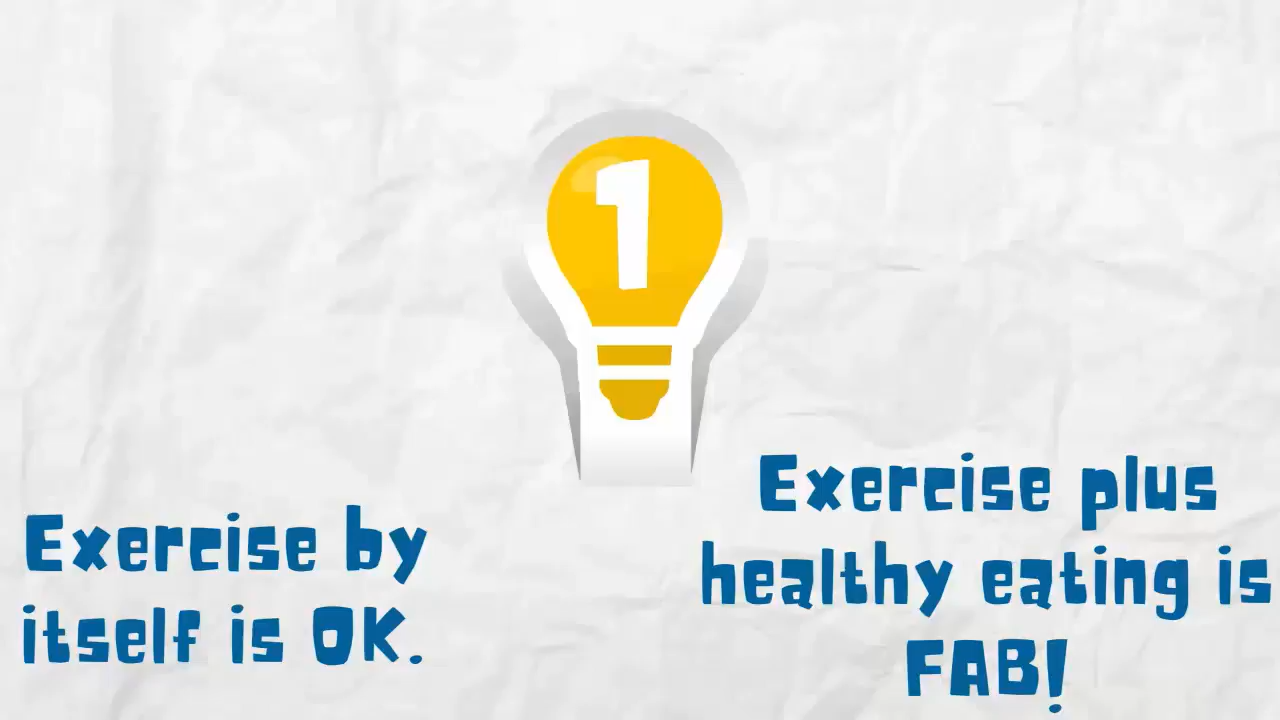 1
Exercise by
itself is OK.
Exercise plus
healthy eating is
FAB!